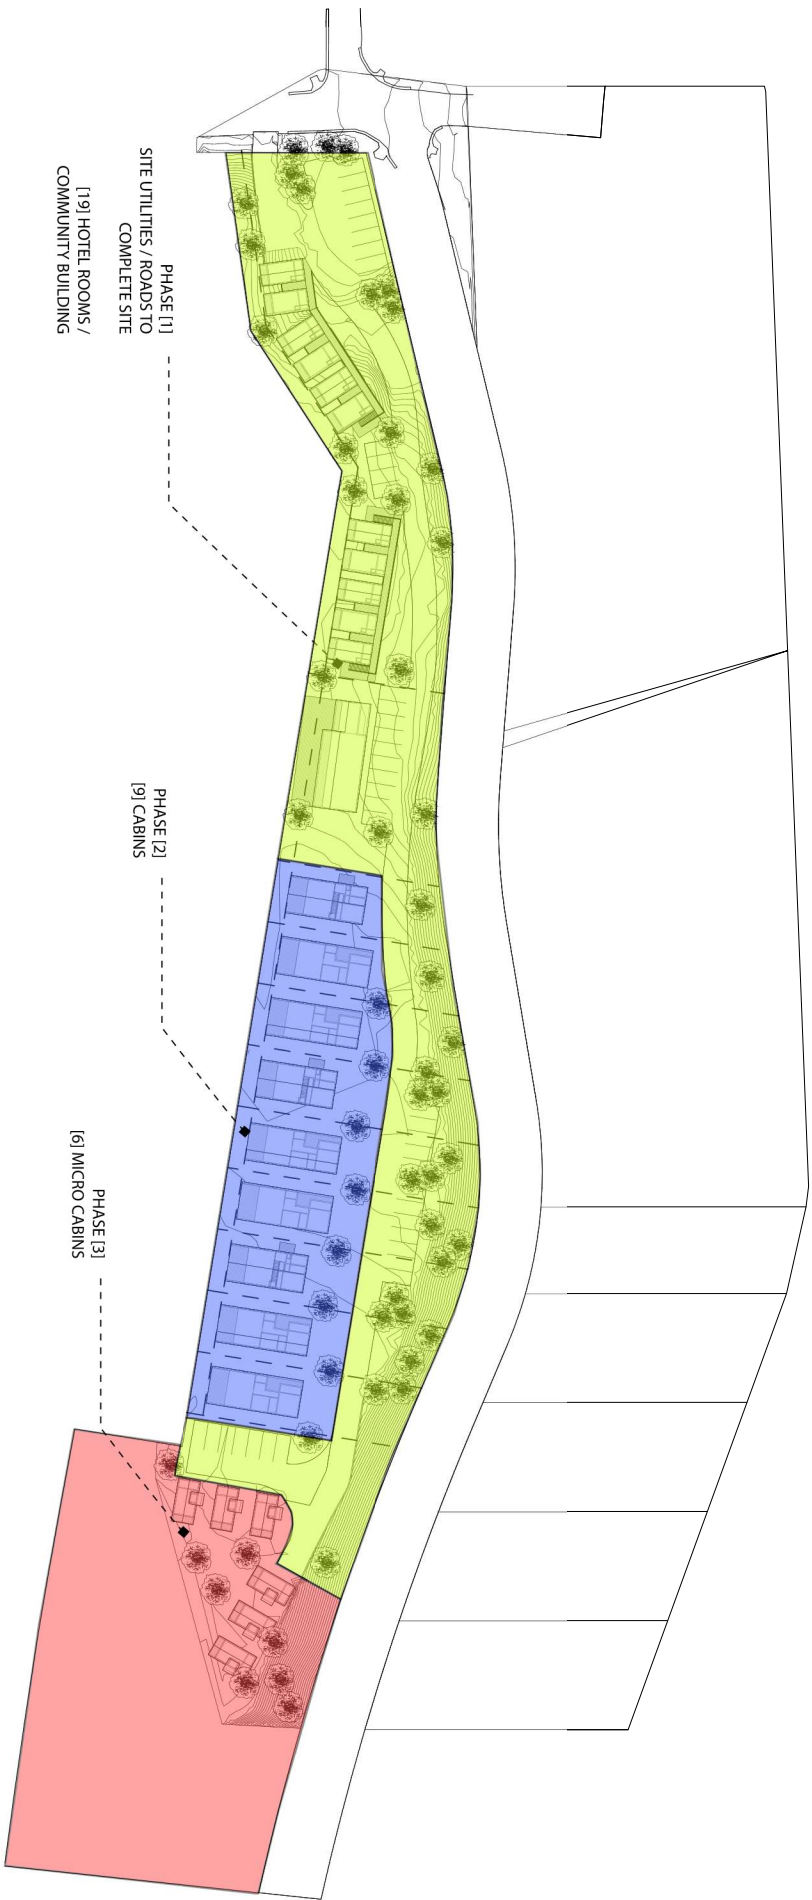 PHASE [1]
SITE UTILITIES / ROADS TO
COMPLETE SITE
[19] HOTEL ROOMS /
COMMUNITY BUILDING
PHASE [2]
[9] CABINS
PHASE [3]
[6] MICRO CABINS